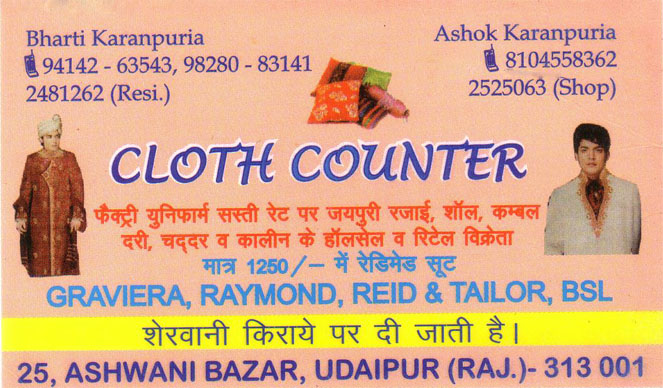 Bharti Karanpuria
94142 - 63543, 98280 - 83141
2481262 (Resi.)
Ashok Karanpuria
8104558362
2525063 (Shop)
CLOTH COUNTER
फैक्ट्री युनिफार्म सस्ती रेट पर जयपुरी रजाई, शॉल, कम्बल
दरी, चद्दर व कालीन के हॉलसेल व रिटेल विक्रेता
मात्र 1250/– में रेडिमेड सूट
GRAVIERA, RAYMOND, REID & TAILOR, BSL
शेरवानी किराये पर दी जाती है।
25, ASHWANI BAZAR, UDAIPUR (RAJ.)- 313 001